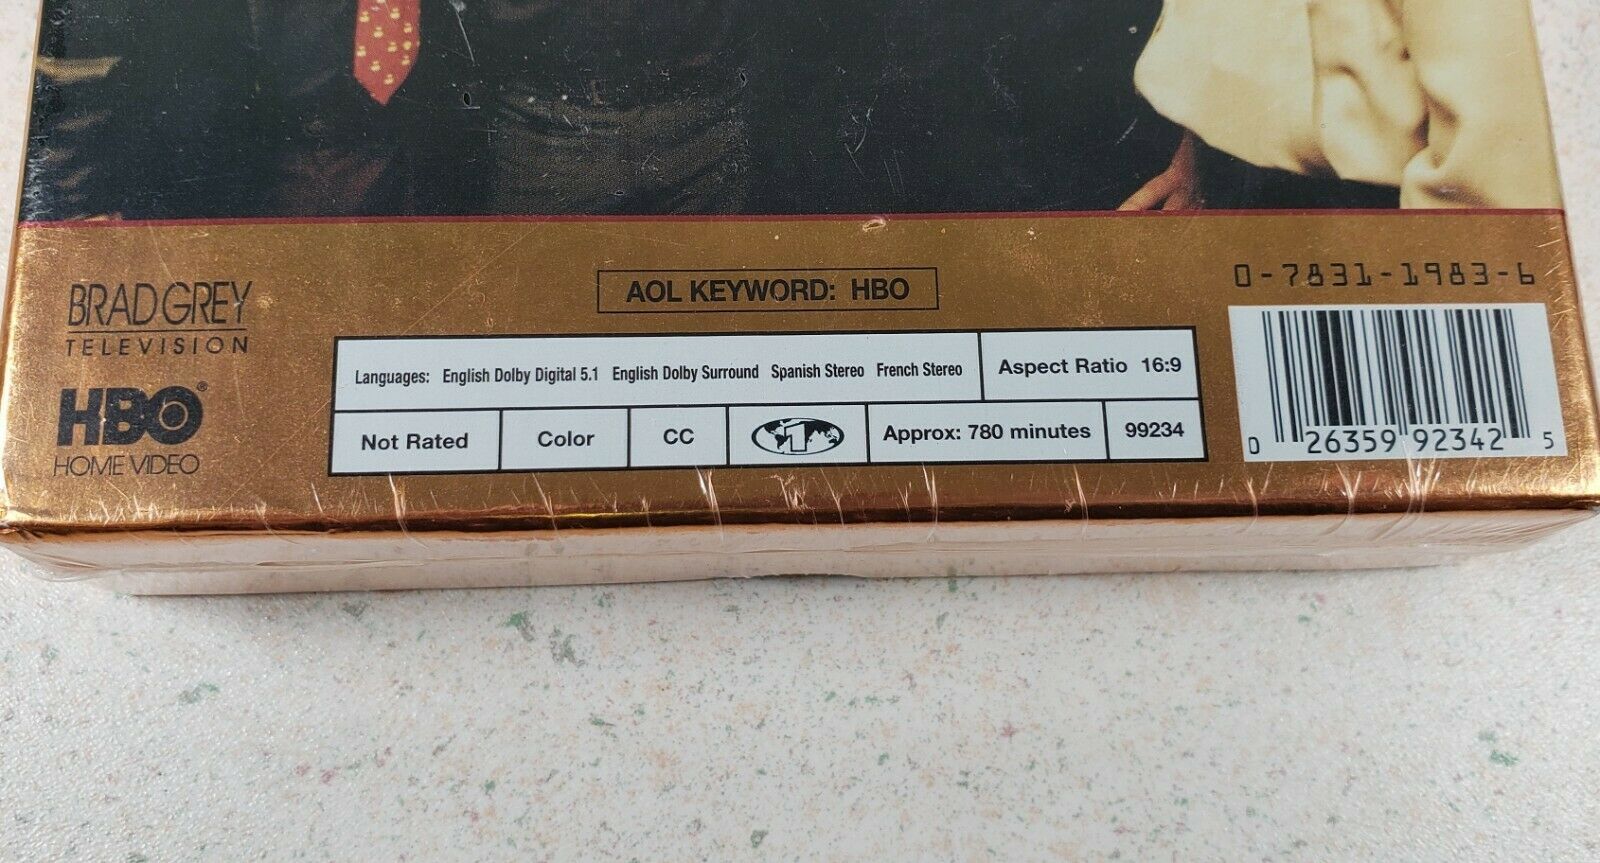 BRAD GREY
TELEVISION
HBO®
HOME VIDEO
AOL KEYWORD: HBO
Languages: English Dolby Digital 5.1 English Dolby Surround Spanish Stereo French Stereo
Aspect Ratio 16:9
Not Rated
Color
CC
1
Approx: 780 minutes
99234
0-7831-1983-6
0 26359 92342 5